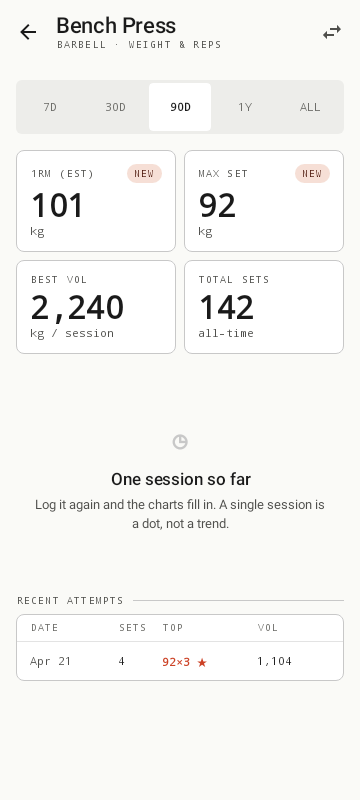 Bench Press
BARBELL · WEIGHT & REPS
7D 30D 90D 1Y ALL
1RM (EST) NEW
101
kg
MAX SET NEW
92
kg
BEST VOL
2,240
kg / session
TOTAL SETS
142
all-time
One session so far
Log it again and the charts fill in. A single session is
a dot, not a trend.
RECENT ATTEMPTS
DATE SETS TOP VOL
Apr 21 4 92×3 ★ 1,104